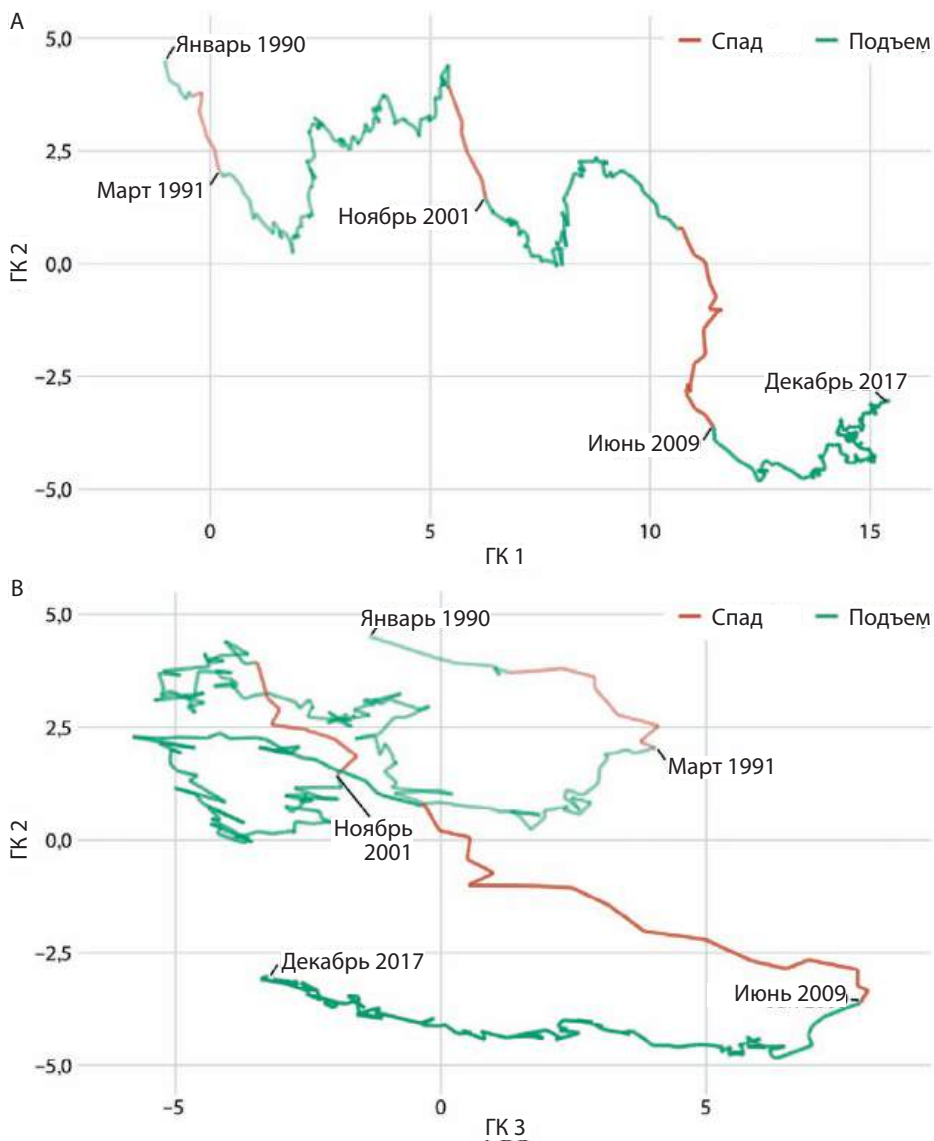 A
5,0
Январь 1990
Спад
Подъем
2,5
Март 1991
Ноябрь 2001
ГК 2
0,0
−2,5
Декабрь 2017
Июнь 2009
−5,0
0
5
10
15
ГК 1
B
5,0
Январь 1990
Спад
Подъем
2,5
Март 1991
ГК 2
0,0
Ноябрь
2001
−2,5
Декабрь 2017
Июнь 2009
−5,0
−5
0
5
ГК 3